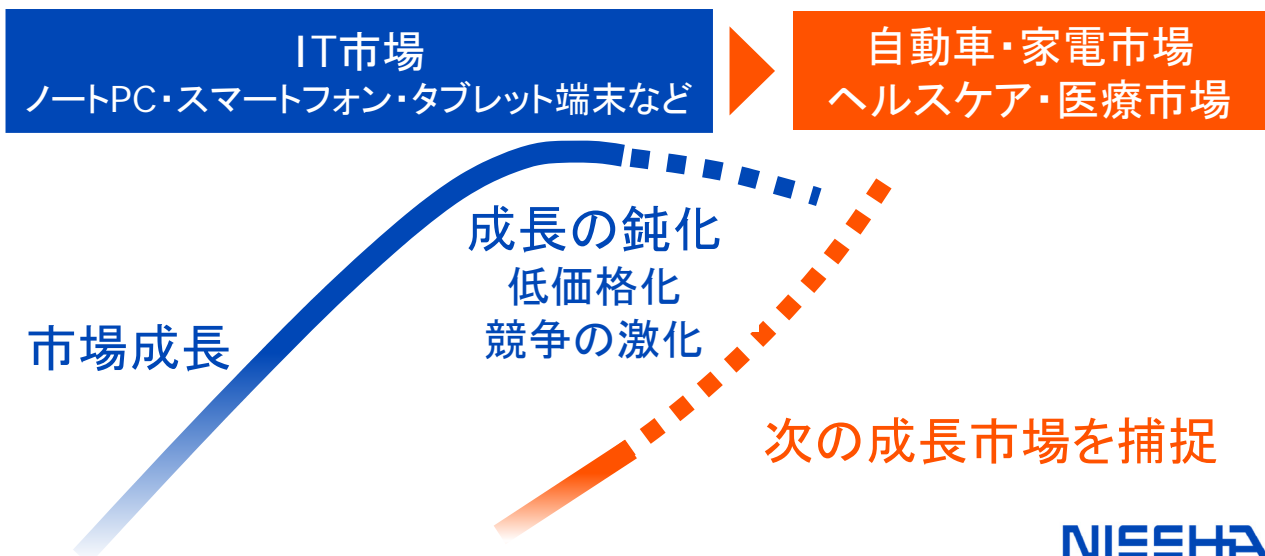 IT市場
ノートPC・スマートフォン・タブレット端末など
自動車・家電市場
ヘルスケア・医療市場
成長の鈍化
低価格化
競争の激化
市場成長
次の成長市場を捕捉
NISSHA